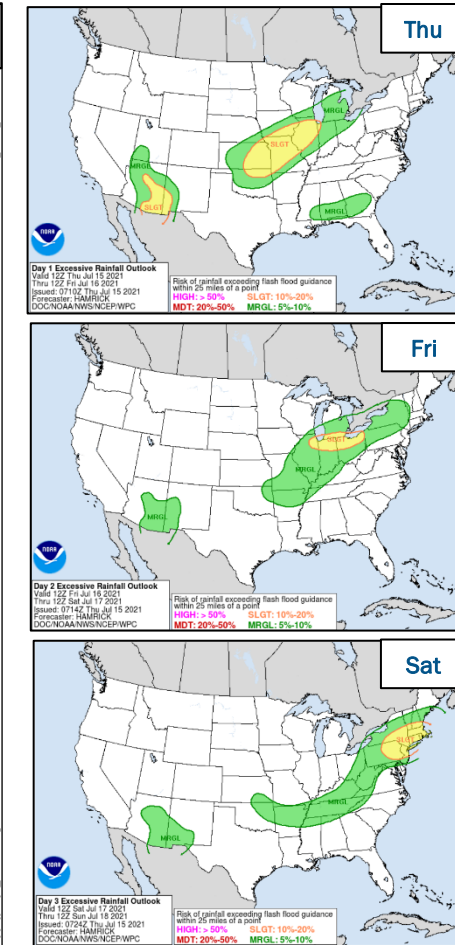 Thu
MRGL
SLGT
MRGL
SLGT
MRGL
NOAA
Day 1 Excessive Rainfall Outlook
Valid 12Z Thu Jul 15 2021
Thru 12Z Fri Jul 16 2021
Issued: 0710Z Thu Jul 15 2021
Forecaster: HAMRICK
DOC/NOAA/NWS/NCEP/WPC
Risk of rainfall exceeding flash flood guidance
within 25 miles of a point
HIGH: > 50% SLGT: 10%-20%
MDT: 20%-50% MRGL: 5%-10%
Fri
SLGT
MRGL
MRGL
NOAA
Day 2 Excessive Rainfall Outlook
Valid 12Z Fri Jul 16 2021
Thru 12Z Sat Jul 17 2021
Issued: 0714Z Thu Jul 15 2021
Forecaster: HAMRICK
DOC/NOAA/NWS/NCEP/WPC
Risk of rainfall exceeding flash flood guidance
within 25 miles of a point
HIGH: > 50% SLGT: 10%-20%
MDT: 20%-50% MRGL: 5%-10%
Sat
SLGT
MRGL
MRGL
NOAA
Day 3 Excessive Rainfall Outlook
Valid 12Z Sat Jul 17 2021
Thru 12Z Sun Jul 18 2021
Issued: 0724Z Thu Jul 15 2021
Forecaster: HAMRICK
DOC/NOAA/NWS/NCEP/WPC
Risk of rainfall exceeding flash flood guidance
within 25 miles of a point
HIGH: > 50% SLGT: 10%-20%
MDT: 20%-50% MRGL: 5%-10%